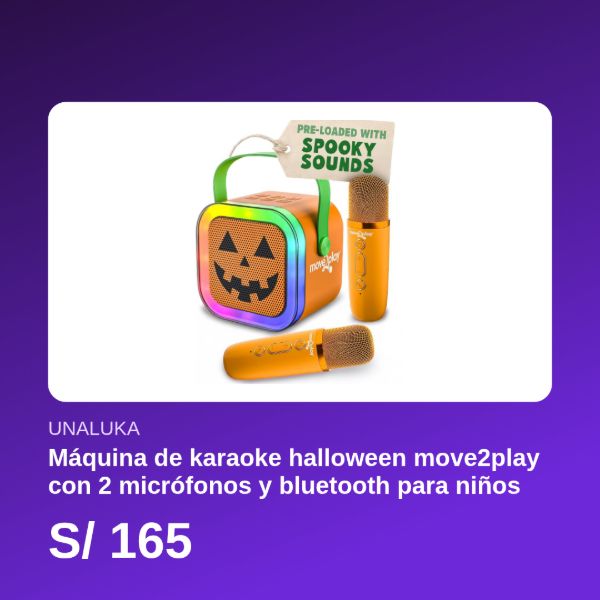 PRE-LOADED WITH
SPOOKY
SOUNDS
move2play
move2play
UNALUKA
Máquina de karaoke halloween move2play
con 2 micrófonos y bluetooth para niños
S/ 165